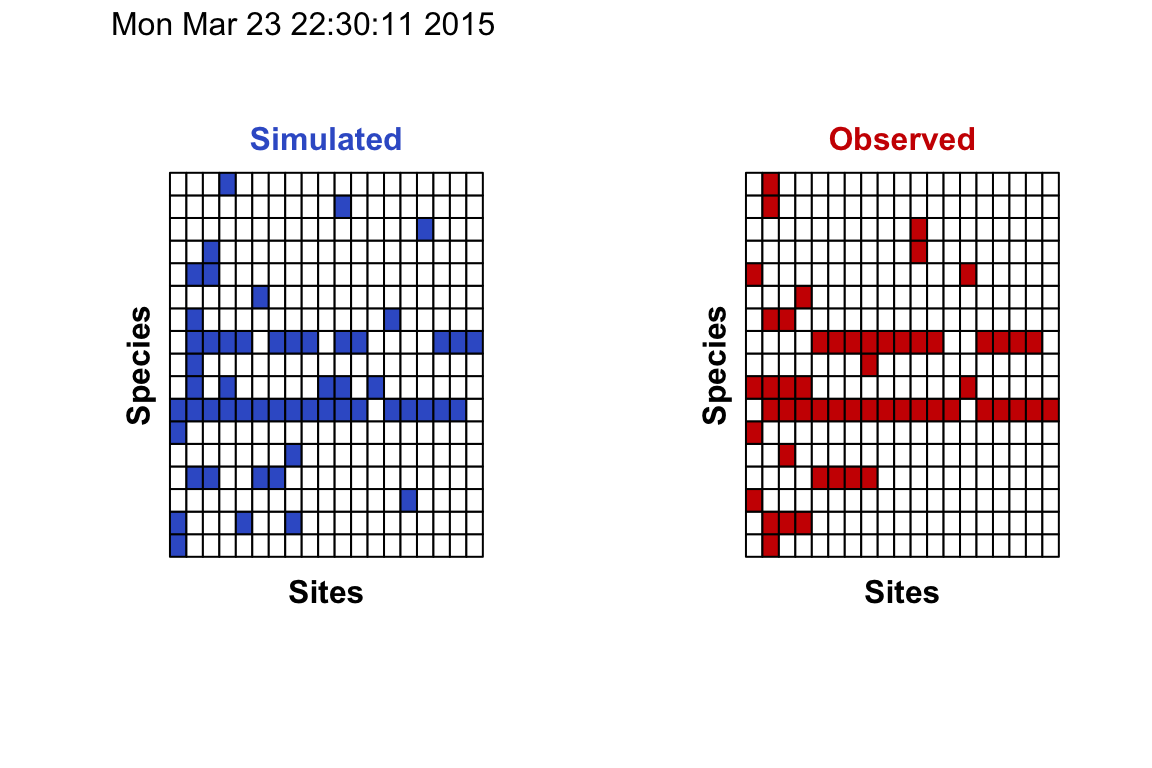 Mon Mar 23 22:30:11 2015
Simulated
Species
Sites
Observed
Species
Sites